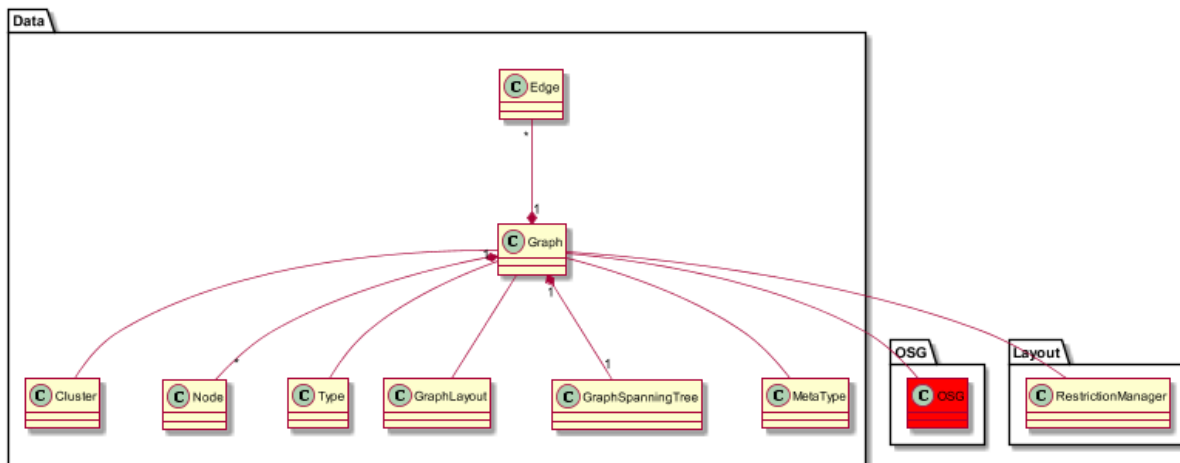 Data
C Edge
*
1
C Graph
1
1
*
1
OSG
Layout
C Cluster
C Node
C Type
C GraphLayout
C GraphSpanningTree
C MetaType
C OSG
C RestrictionManager